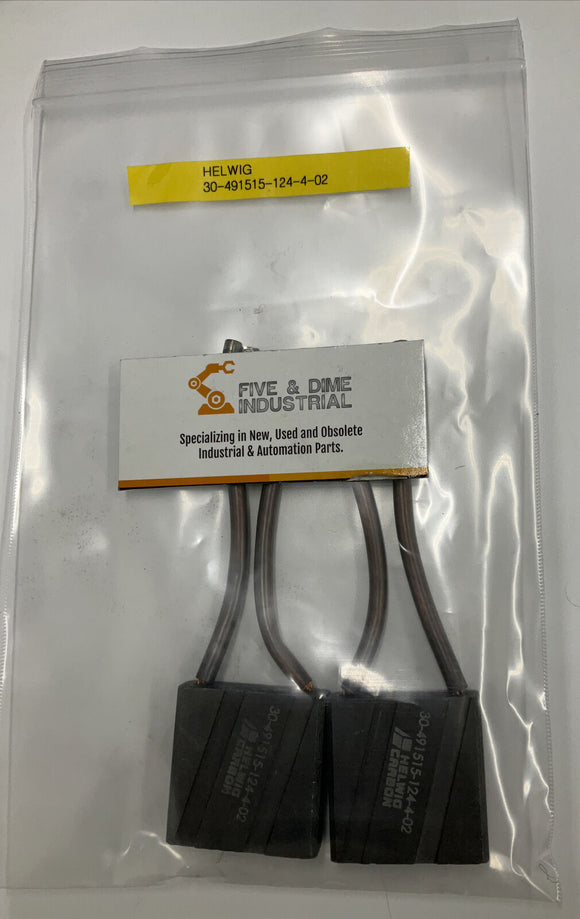 HELWIG
30-491515-124-4-02
FIVE & DIME
INDUSTRIAL
Specializing in New, Used and Obsolete
Industrial & Automation Parts.
30-491515-124-4-02
HELWIG
CARBON
30-491515-124-4-02
HELWIG
CARBON